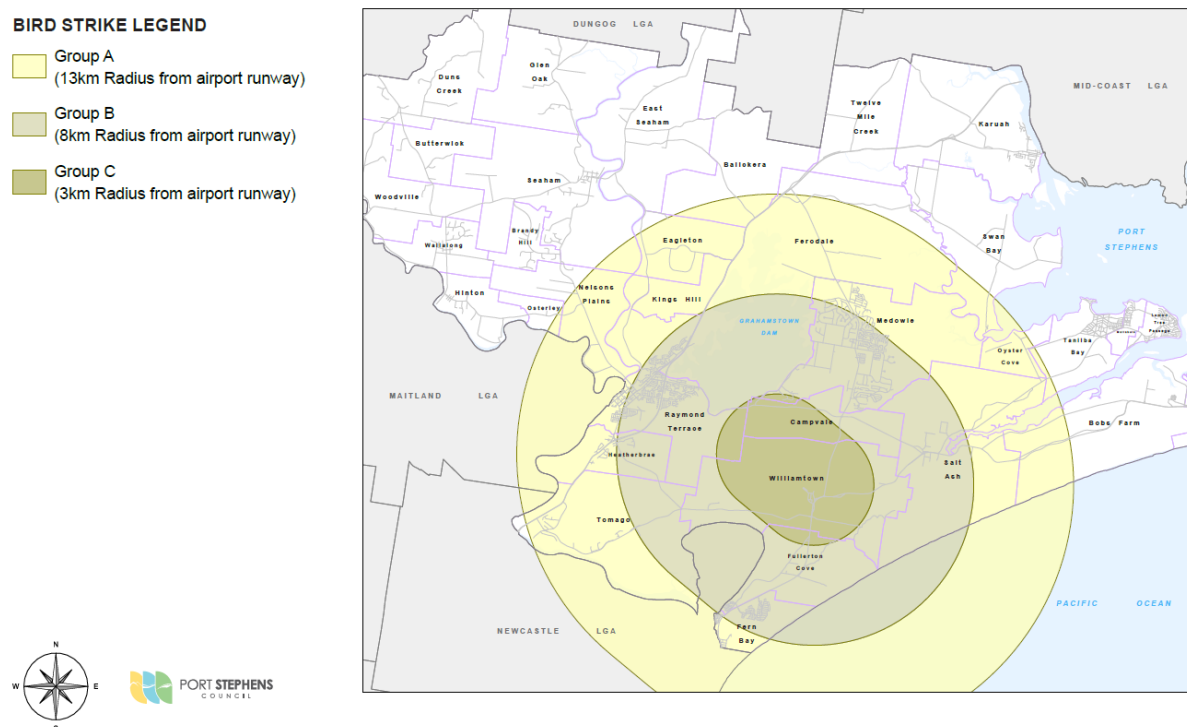 BIRD STRIKE LEGEND
Group A
(13km Radius from airport runway)
Group B
(8km Radius from airport runway)
Group C
(3km Radius from airport runway)
DUNGOG LGA
MID-COAST LGA
Glen
Oak
Duns
Creek
East
Seaham
Twelve
Mile
Creek
Karuah
Butterwick
Balickera
Seaham
Woodville
Brandy
Hill
Wallalong
Eagleton
Ferodale
Swan
Bay
PORT
STEPHENS
Hinton
Nelsons
Plains
Osterley
Kings Hill
GRAHAMSTOWN
DAM
Medowie
Lemon
Tree
Passage
Tanilba
Bay
Oyster
Cove
MAITLAND LGA
Raymond
Terrace
Campvale
Bobs Farm
Heatherbrae
Salt
Ash
Williamtown
Tomago
Fullerton
Cove
PACIFIC OCEAN
NEWCASTLE LGA
Fern
Bay
N
W
E
PORT STEPHENS
COUNCIL